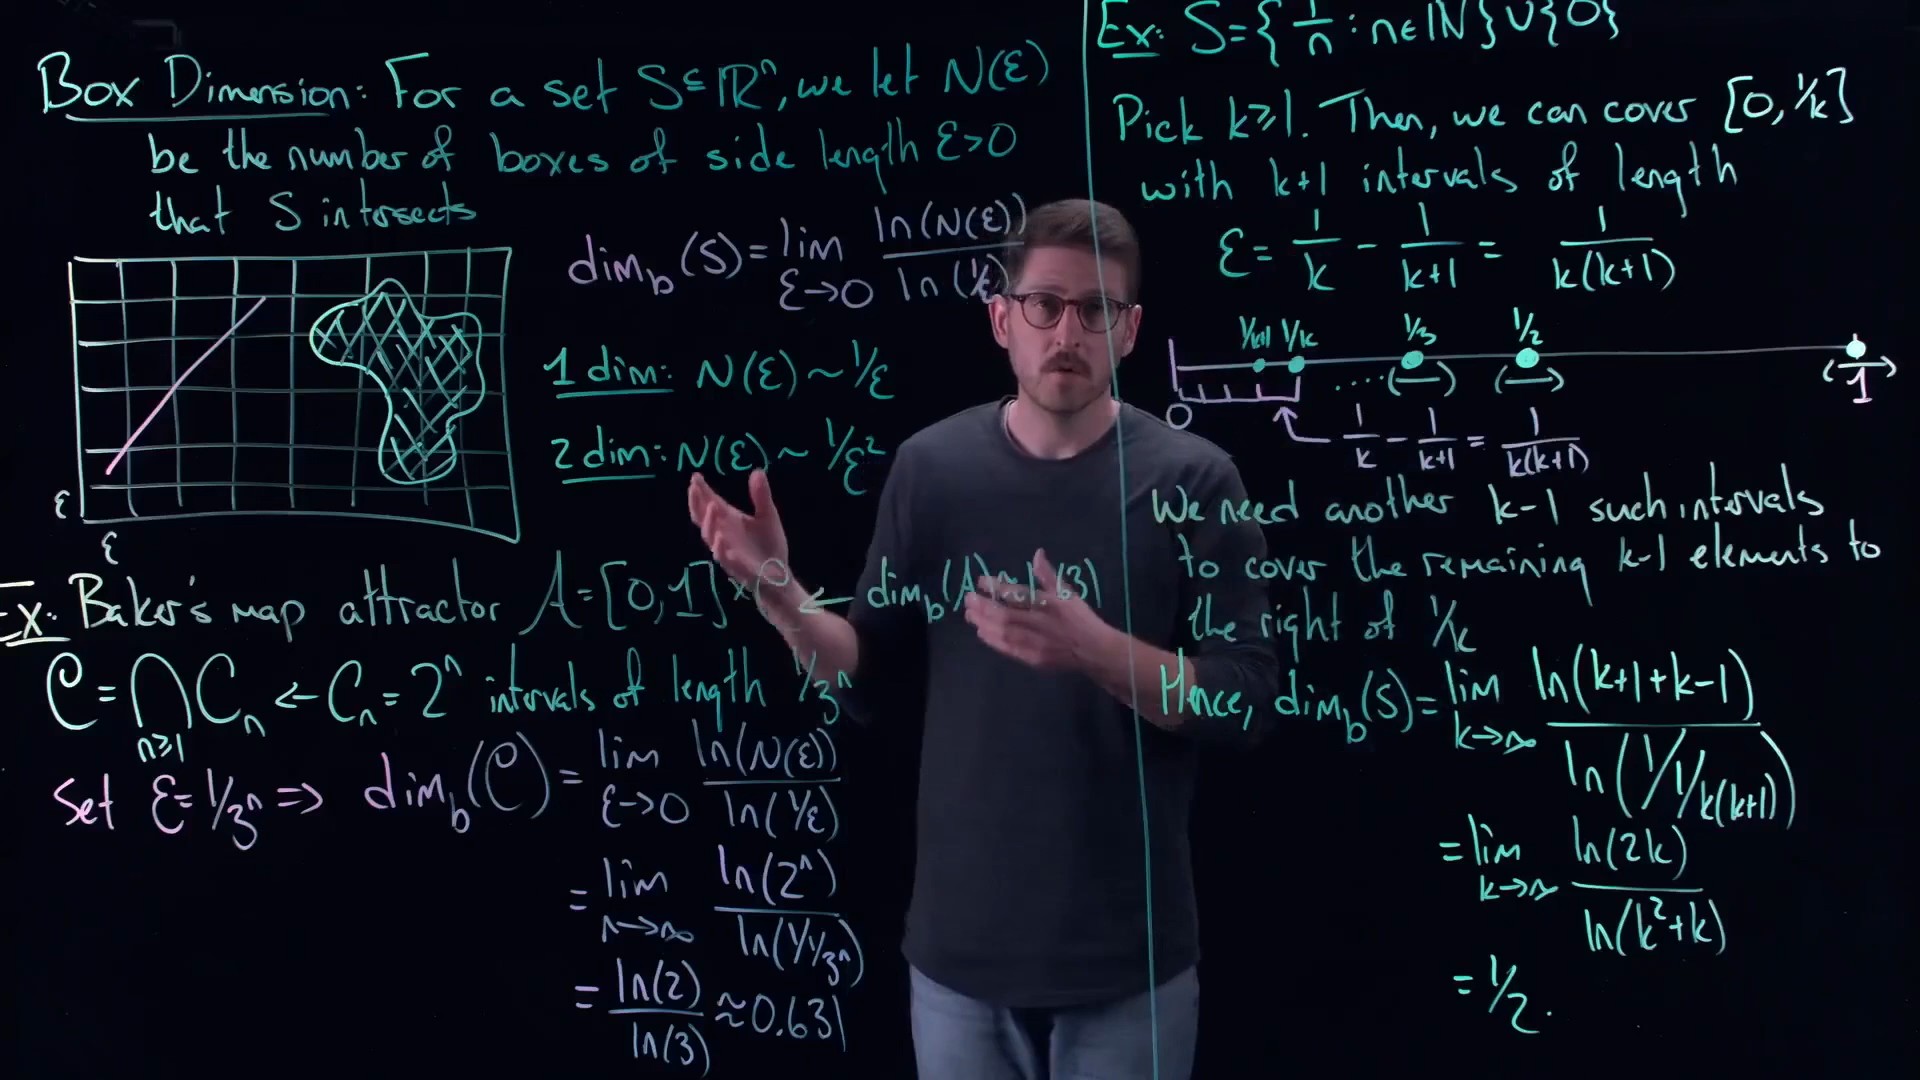 Box Dimension: For a set S⊆ℝⁿ, we let N(ε)
be the number of boxes of side length ε>0
that S intersects
dim_b(S) = lim_{ε→0} ln(N(ε)) / ln(1/ε)
1 dim: N(ε) ~ 1/ε
2 dim: N(ε) ~ 1/ε²
ε
ε
Ex: Baker's map attractor A = [0,1] × C ← dim_b(A) ≈ 1.631
C = ⋂_{n≥1} C_n ← C_n = 2ⁿ intervals of length 1/3ⁿ
Set ε = 1/3ⁿ ⇒ dim_b(C) = lim_{ε→0} ln(N(ε)) / ln(1/ε)
= lim_{n→∞} ln(2ⁿ) / ln(1/1/3ⁿ)
= ln(2) / ln(3) ≈ 0.631
Ex: S = {1/n : n ∈ ℕ} ∪ {0}
Pick k≥1. Then, we can cover [0, 1/k]
with k+1 intervals of length
ε = 1/k - 1/(k+1) = 1/(k(k+1))
1/k+1 1/k 1/3 1/2
0 .... 1
1/k - 1/(k+1) = 1/(k(k+1))
We need another k-1 such intervals
to cover the remaining k-1 elements to
the right of 1/k
Hence, dim_b(S) = lim_{k→∞} ln(k+1+k-1) / ln(1/1/k(k+1))
= lim_{k→∞} ln(2k) / ln(k²+k)
= 1/2.